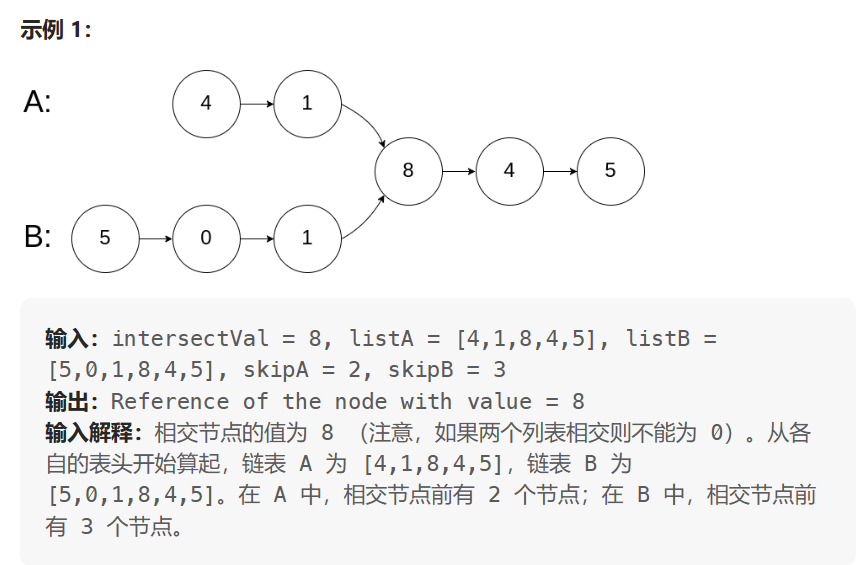 示例 1：
A:
4 1
8 4 5
B:
5 0 1
输入：intersectVal = 8, listA = [4,1,8,4,5], listB =
[5,0,1,8,4,5], skipA = 2, skipB = 3
输出：Reference of the node with value = 8
输入解释：相交节点的值为 8 （注意，如果两个列表相交则不能为 0）。从各
自的表头开始算起，链表 A 为 [4,1,8,4,5]，链表 B 为
[5,0,1,8,4,5]。在 A 中，相交节点前有 2 个节点；在 B 中，相交节点前
有 3 个节点。